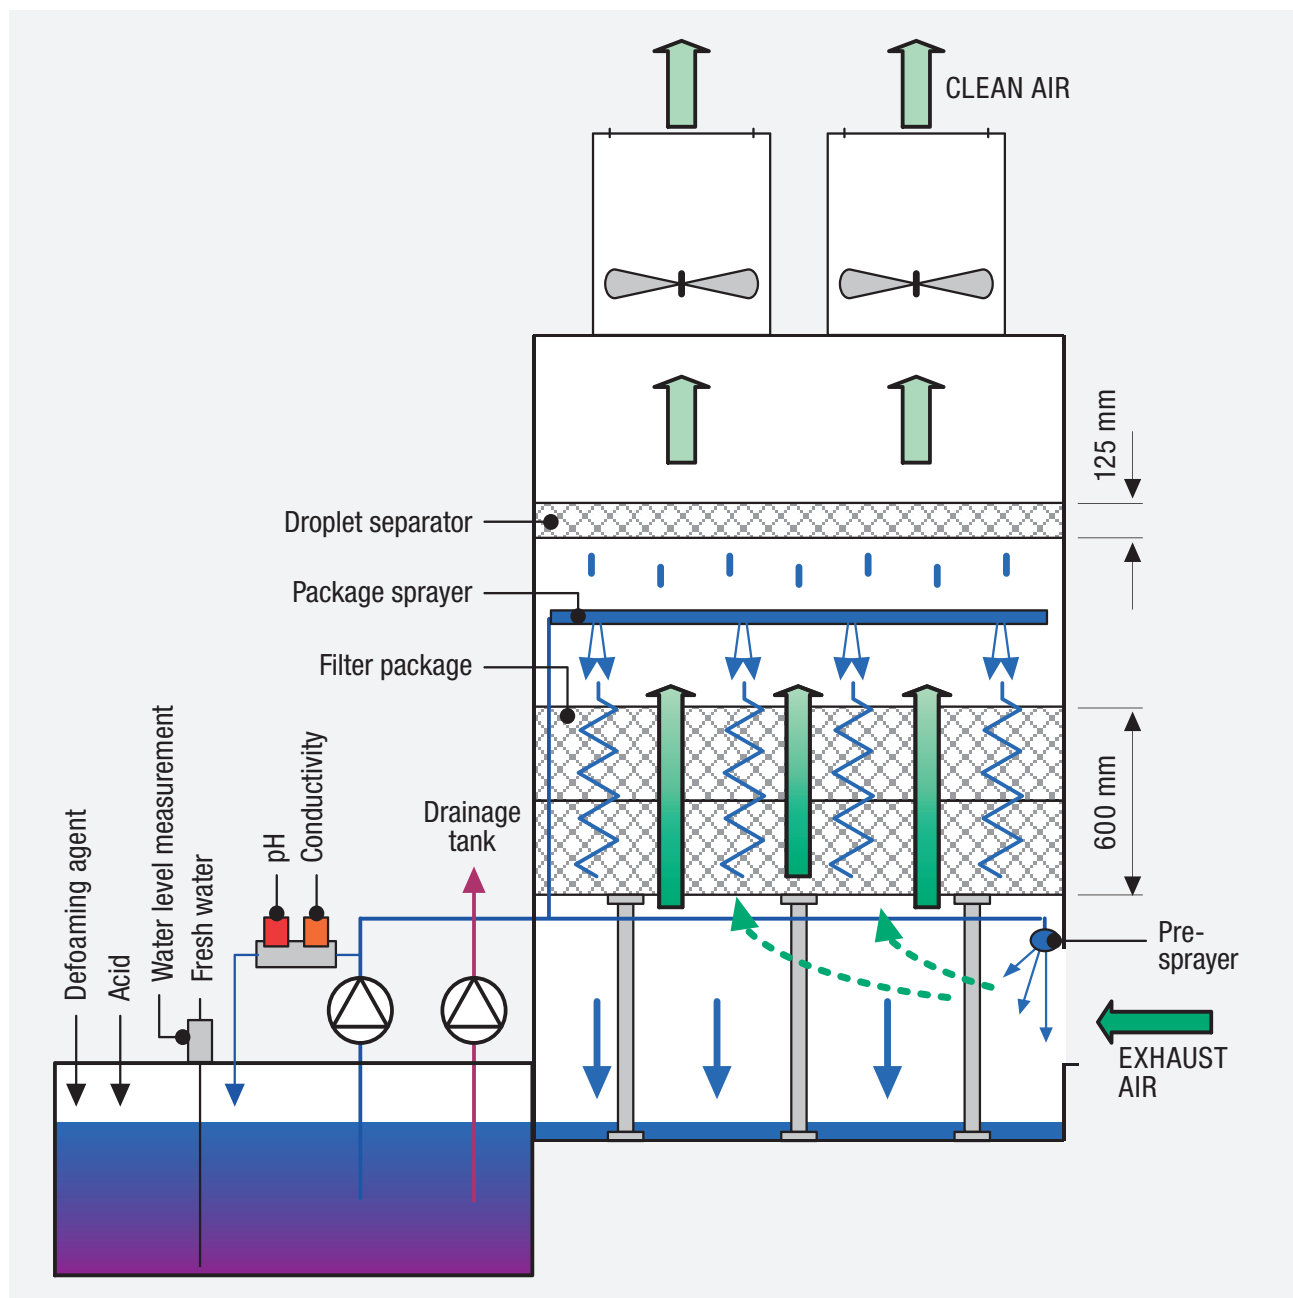 CLEAN AIR
125 mm
Droplet separator
Package sprayer
Filter package
600 mm
Drainage
tank
Defoaming agent
Acid
Water level measurement
Fresh water
pH
Conductivity
Pre-
sprayer
EXHAUST
AIR